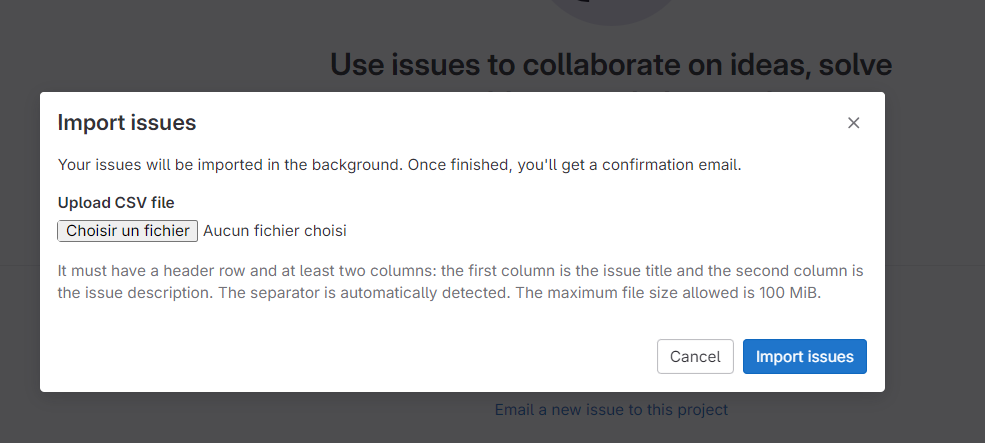 Use issues to collaborate on ideas, solve
Import issues
Your issues will be imported in the background. Once finished, you'll get a confirmation email.
Upload CSV file
Choisir un fichier Aucun fichier choisi
It must have a header row and at least two columns: the first column is the issue title and the second column is
the issue description. The separator is automatically detected. The maximum file size allowed is 100 MiB.
Cancel Import issues
Email a new issue to this project